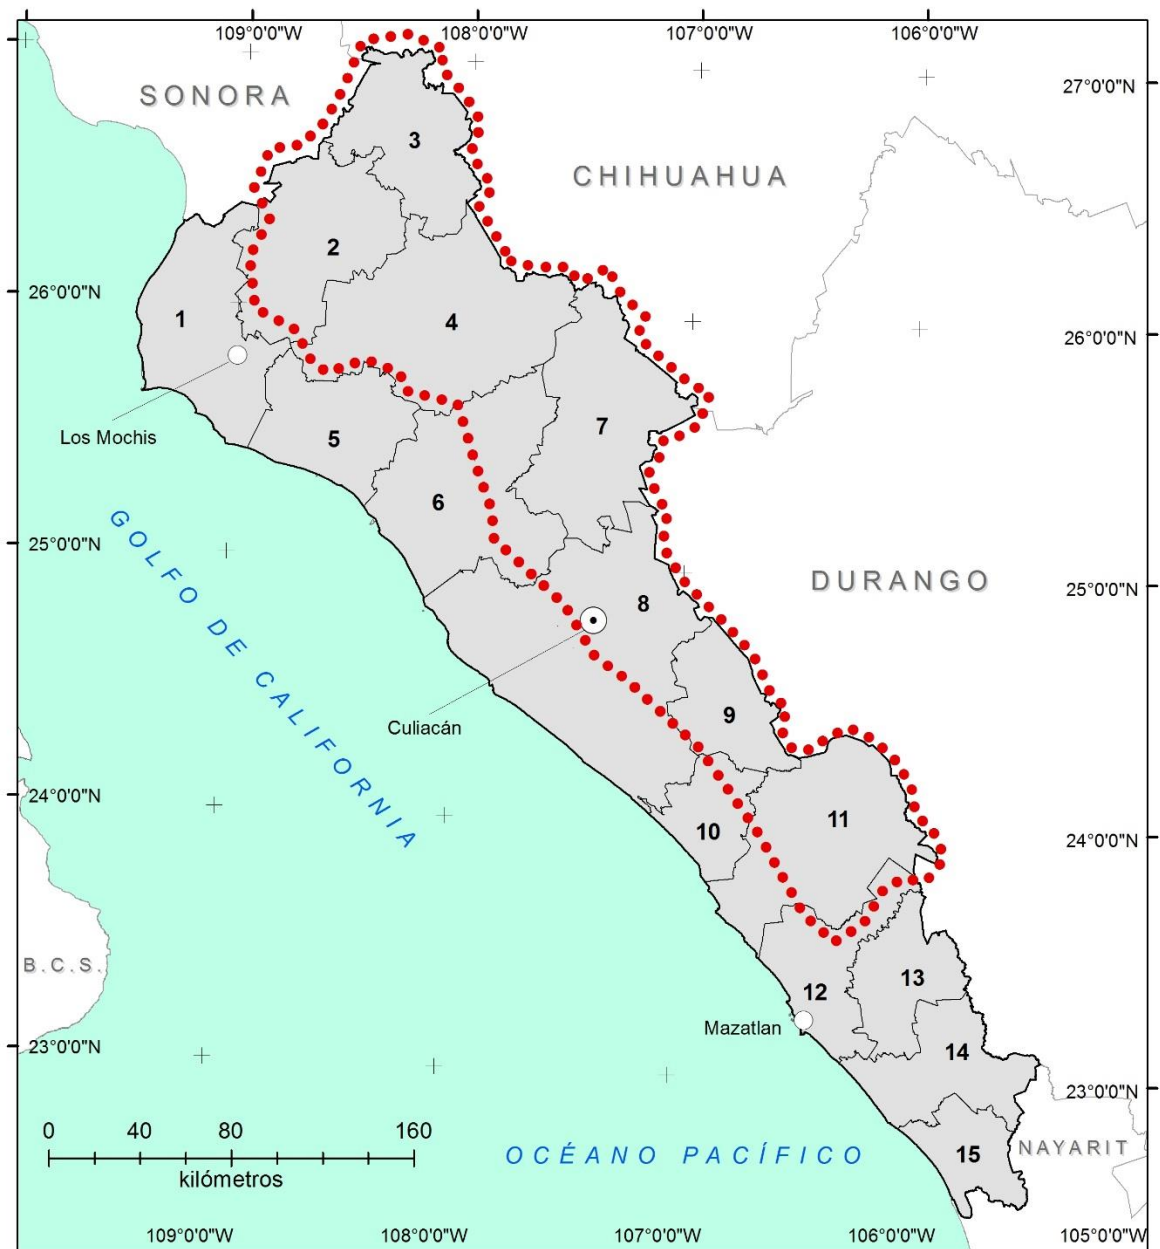 109°0'0"W 108°0'0"W 107°0'0"W 106°0'0"W
27°0'0"N
SONORA
3
CHIHUAHUA
2
26°0'0"N
1
4
26°0'0"N
7
Los Mochis
5
6
GOLFO DE CALIFORNIA
25°0'0"N
DURANGO
25°0'0"N
8
Culiacán
9
24°0'0"N
10
11
24°0'0"N
B.C.S.
13
12
Mazatlan
14
23°0'0"N
23°0'0"N
0 40 80 160
kilómetros
OCÉANO PACÍFICO
15
NAYARIT
109°0'0"W 108°0'0"W 107°0'0"W 106°0'0"W 105°0'0"W